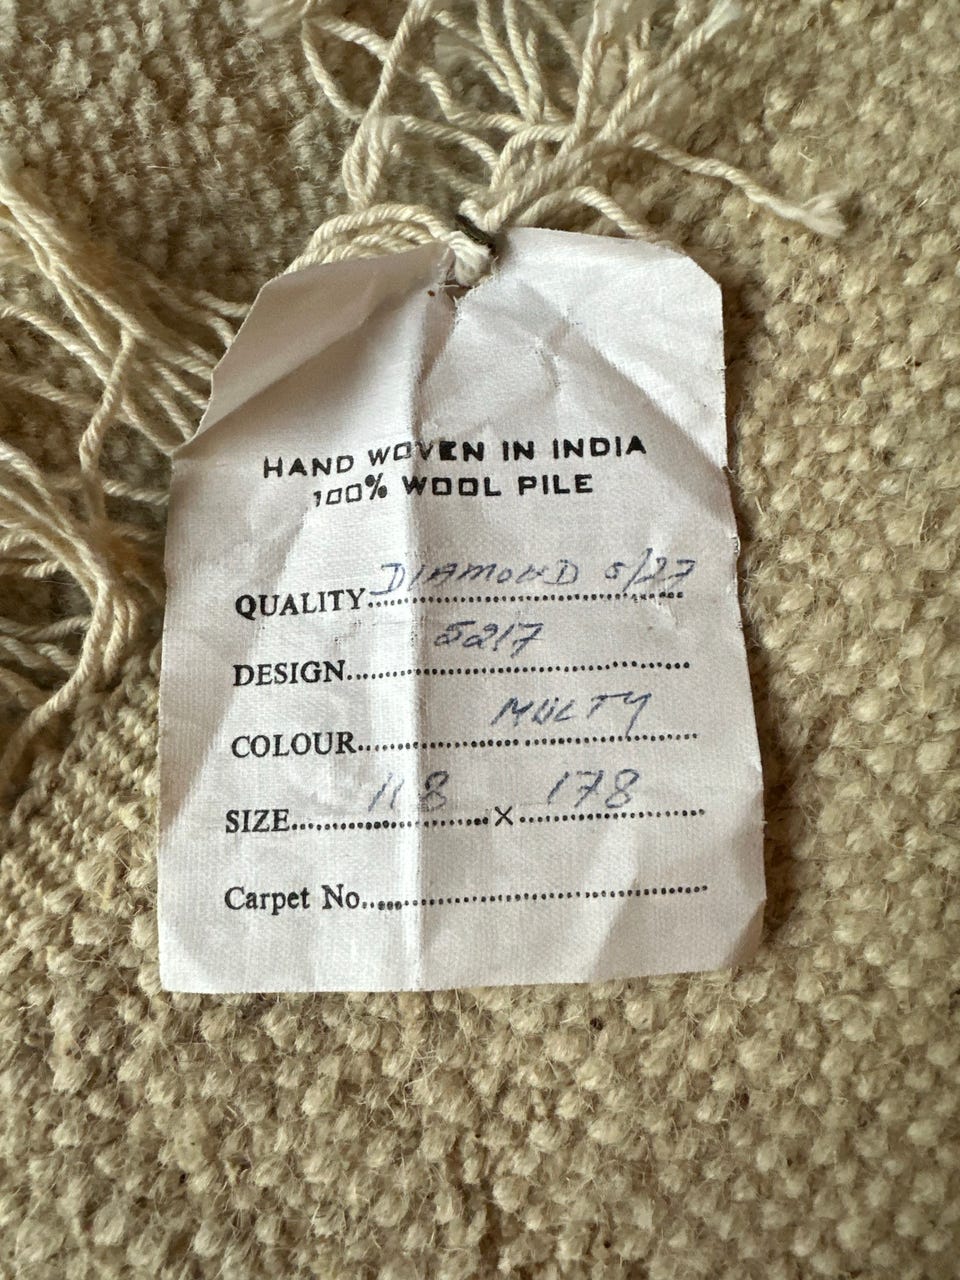 HAND WOVEN IN INDIA
100% WOOL PILE
QUALITY DIAMOND 5/27
DESIGN 5217
COLOUR MULTY
SIZE 118 X 178
Carpet No.